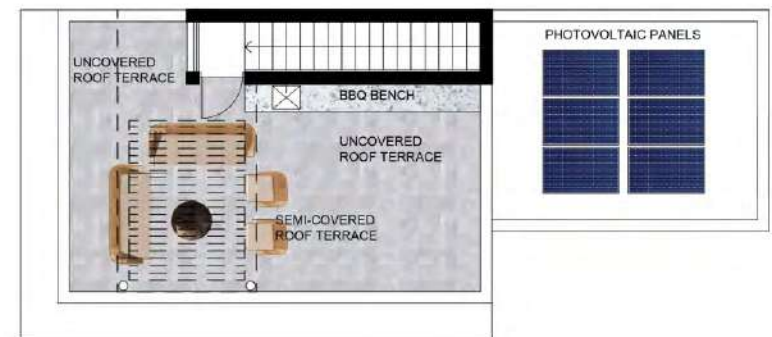 PHOTOVOLTAIC PANELS
UNCOVERED
ROOF TERRACE
BBQ BENCH
UNCOVERED
ROOF TERRACE
SEMI-COVERED
ROOF TERRACE